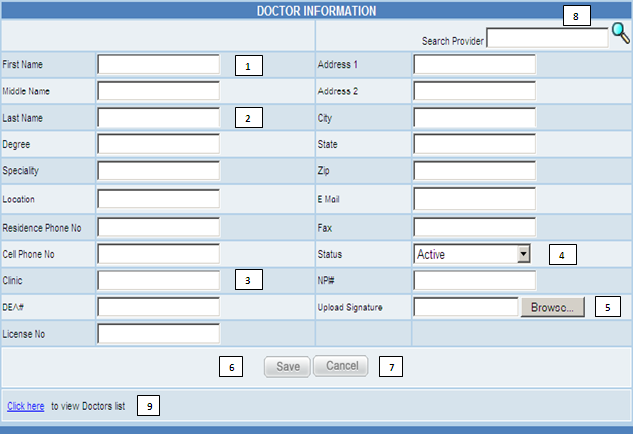 DOCTOR INFORMATION
8
Search Provider
First Name 1 Address 1
Middle Name Address 2
Last Name 2 City
Degree State
Speciality Zip
Location E Mail
Residence Phone No Fax
Cell Phone No Status Active 4
Clinic 3 NPI#
DEA# Upload Signature Browse... 5
License No
6 Save Cancel 7
Click here to view Doctors list 9